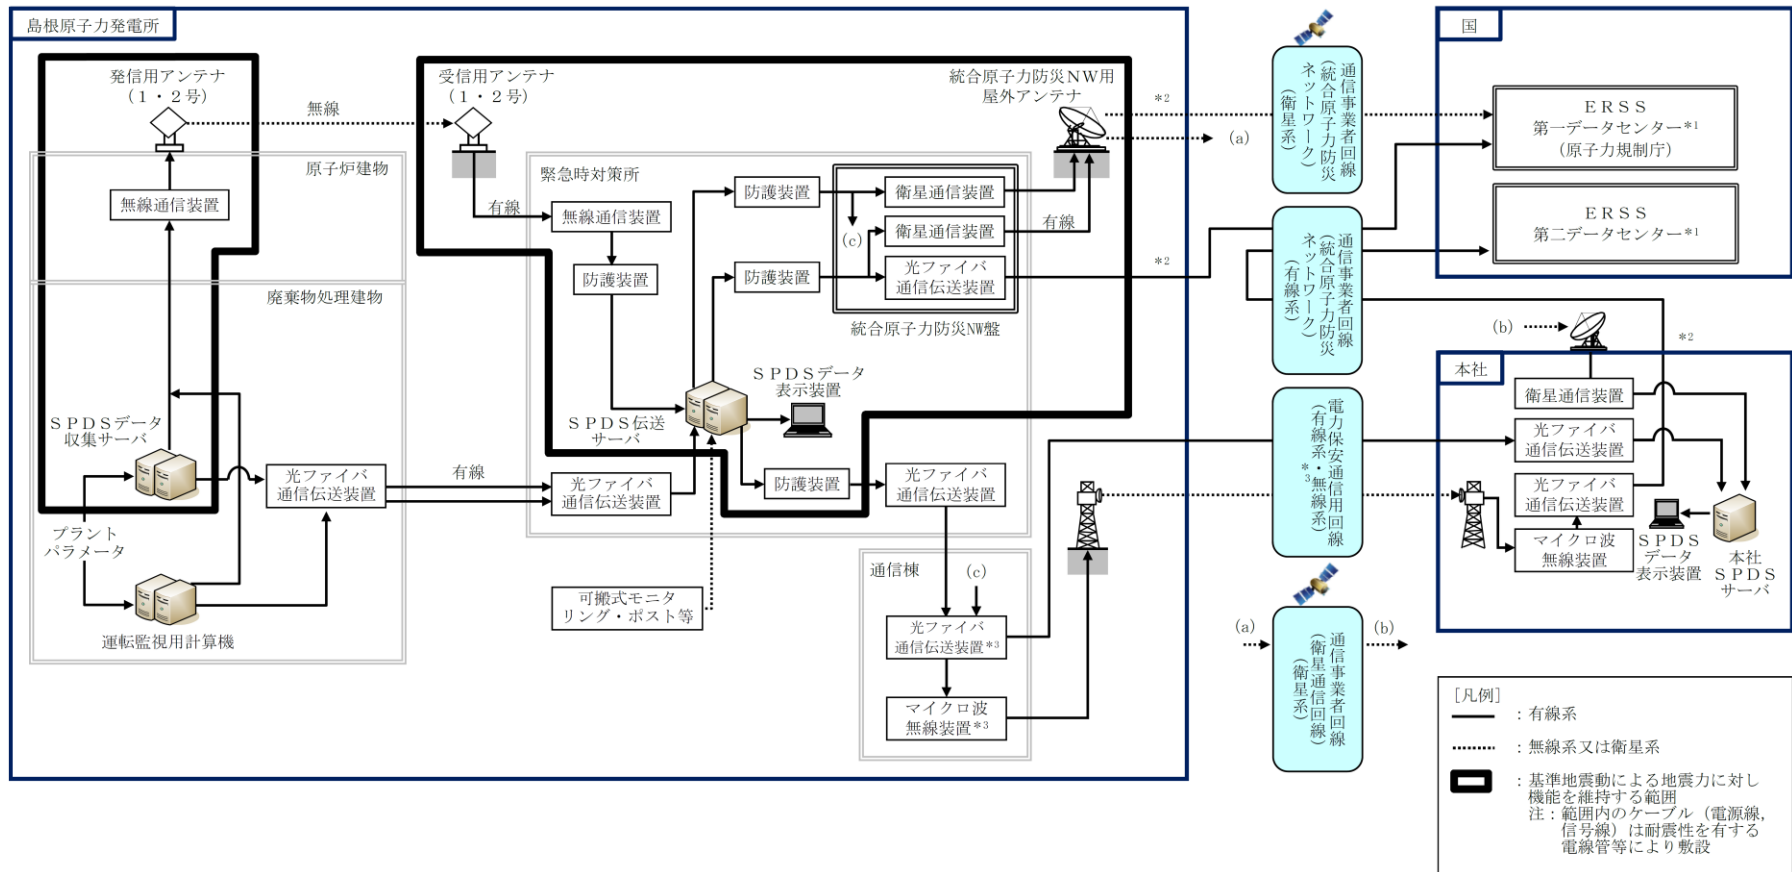 島根原子力発電所
発信用アンテナ
(1・2号)
無線
受信用アンテナ
(1・2号)
統合原子力防災NW用
屋外アンテナ
*2
(a)
原子炉建物
無線通信装置
廃棄物処理建物
SPDSデータ
収集サーバ
プラント
パラメータ
運転監視用計算機
光ファイバ
通信伝送装置
有線
緊急時対策所
有線
無線通信装置
防護装置
防護装置
(c)
衛星通信装置
衛星通信装置
有線
防護装置
光ファイバ
通信伝送装置
*2
統合原子力防災NW盤
SPDSデータ
表示装置
SPDS伝送
サーバ
光ファイバ
通信伝送装置
防護装置
光ファイバ
通信伝送装置
可搬式モニタ
リング・ポスト等
通信棟
(c)
光ファイバ
通信伝送装置*3
マイクロ波
無線装置*3
通信事業者回線
(統合原子力防災
ネットワーク)
(衛星系)
通信事業者回線
(統合原子力防災
ネットワーク)
(有線系)
電力保安通信用回線
(有線系・*3無線系)
(a)
通信事業者回線
(衛星通信回線)
(衛星系)
(b)
国
ERSS
第一データセンター*1
(原子力規制庁)
ERSS
第二データセンター*1
(b)
*2
本社
衛星通信装置
光ファイバ
通信伝送装置
光ファイバ
通信伝送装置
マイクロ波
無線装置
SPDS
データ
表示装置
本社
SPDS
サーバ
[凡例]
:有線系
:無線系又は衛星系
:基準地震動による地震力に対し
機能を維持する範囲
注:範囲内のケーブル(電源線,
信号線)は耐震性を有する
電線管等により敷設